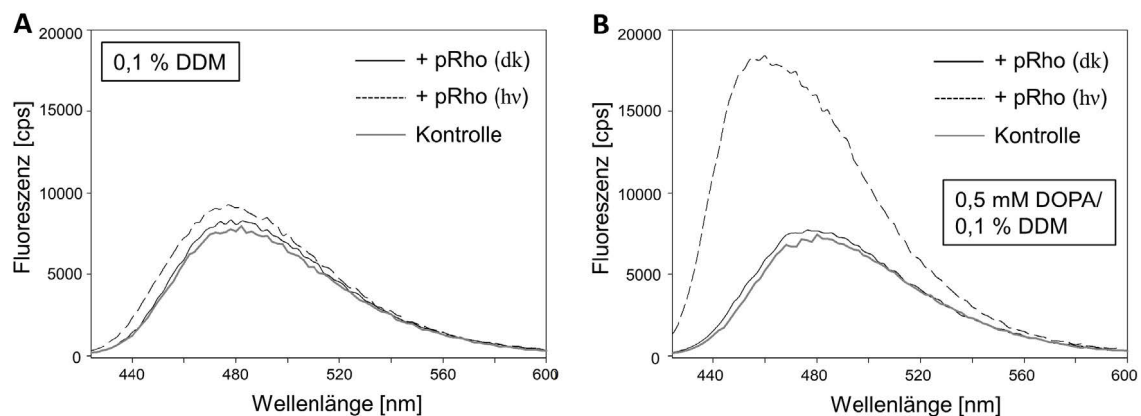 A
20000
15000
10000
5000
0
Fluoreszenz [cps]
0,1 % DDM
+ pRho (dk)
+ pRho (hν)
Kontrolle
440
480
520
560
600
Wellenlänge [nm]
B
20000
15000
10000
5000
0
Fluoreszenz [cps]
+ pRho (dk)
+ pRho (hν)
Kontrolle
0,5 mM DOPA/
0,1 % DDM
440
480
520
560
600
Wellenlänge [nm]